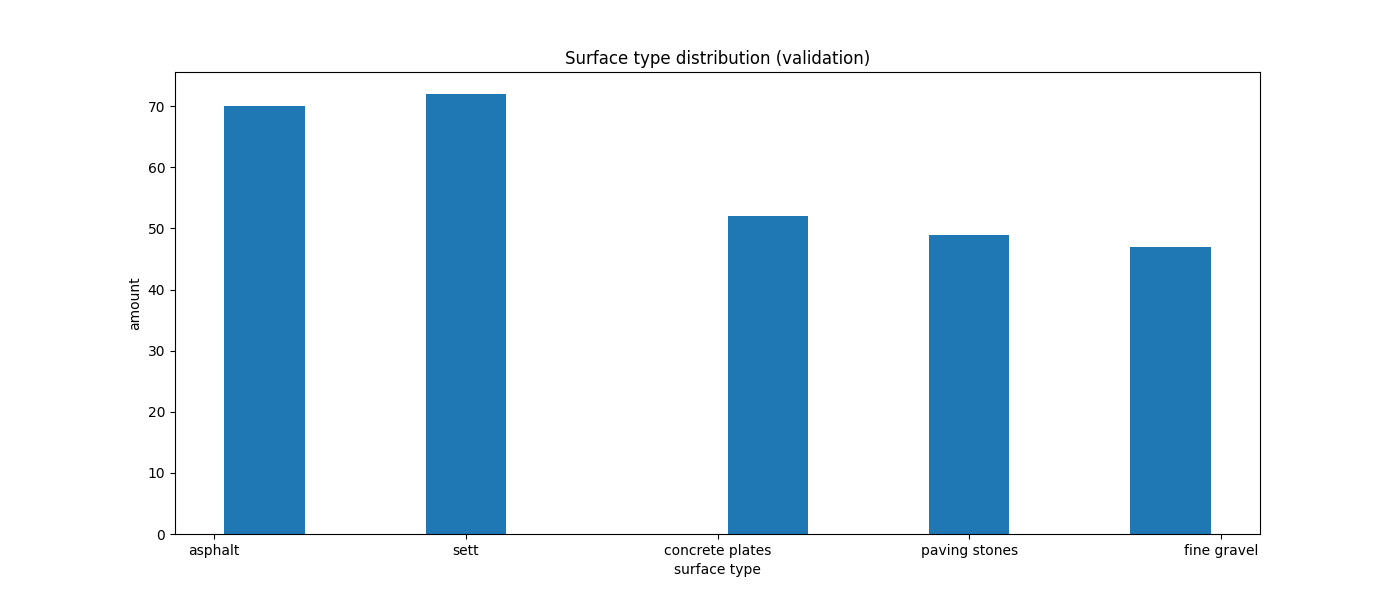 Surface type distribution (validation)
amount
70
60
50
40
30
20
10
0
asphalt sett concrete plates paving stones fine gravel
surface type